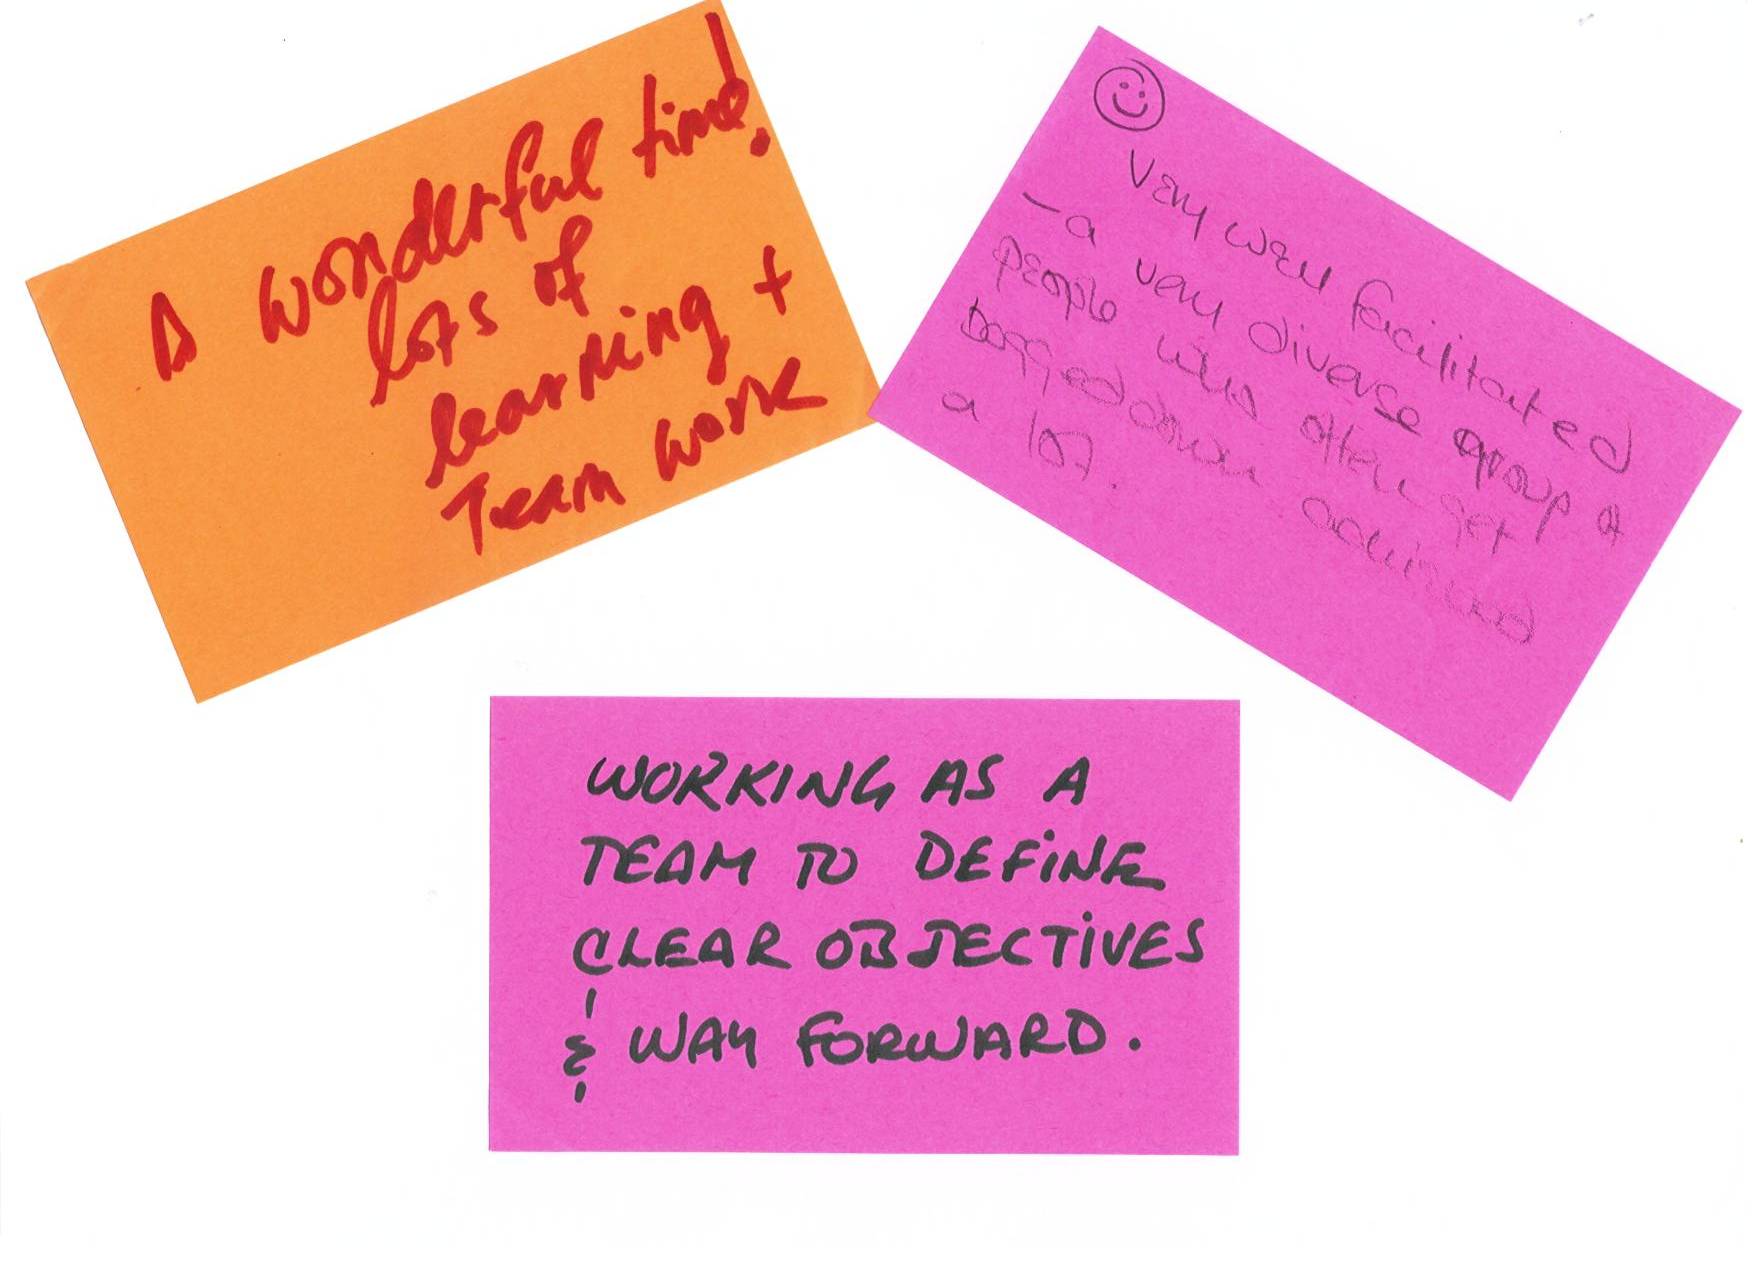 A wonderful time!
lots of
learning +
Team work
Very well facilitated
- a very diverse group of
people who often get
bogged down achieved
a lot.
WORKING AS A
TEAM TO DEFINE
CLEAR OBJECTIVES
& WAY FORWARD.